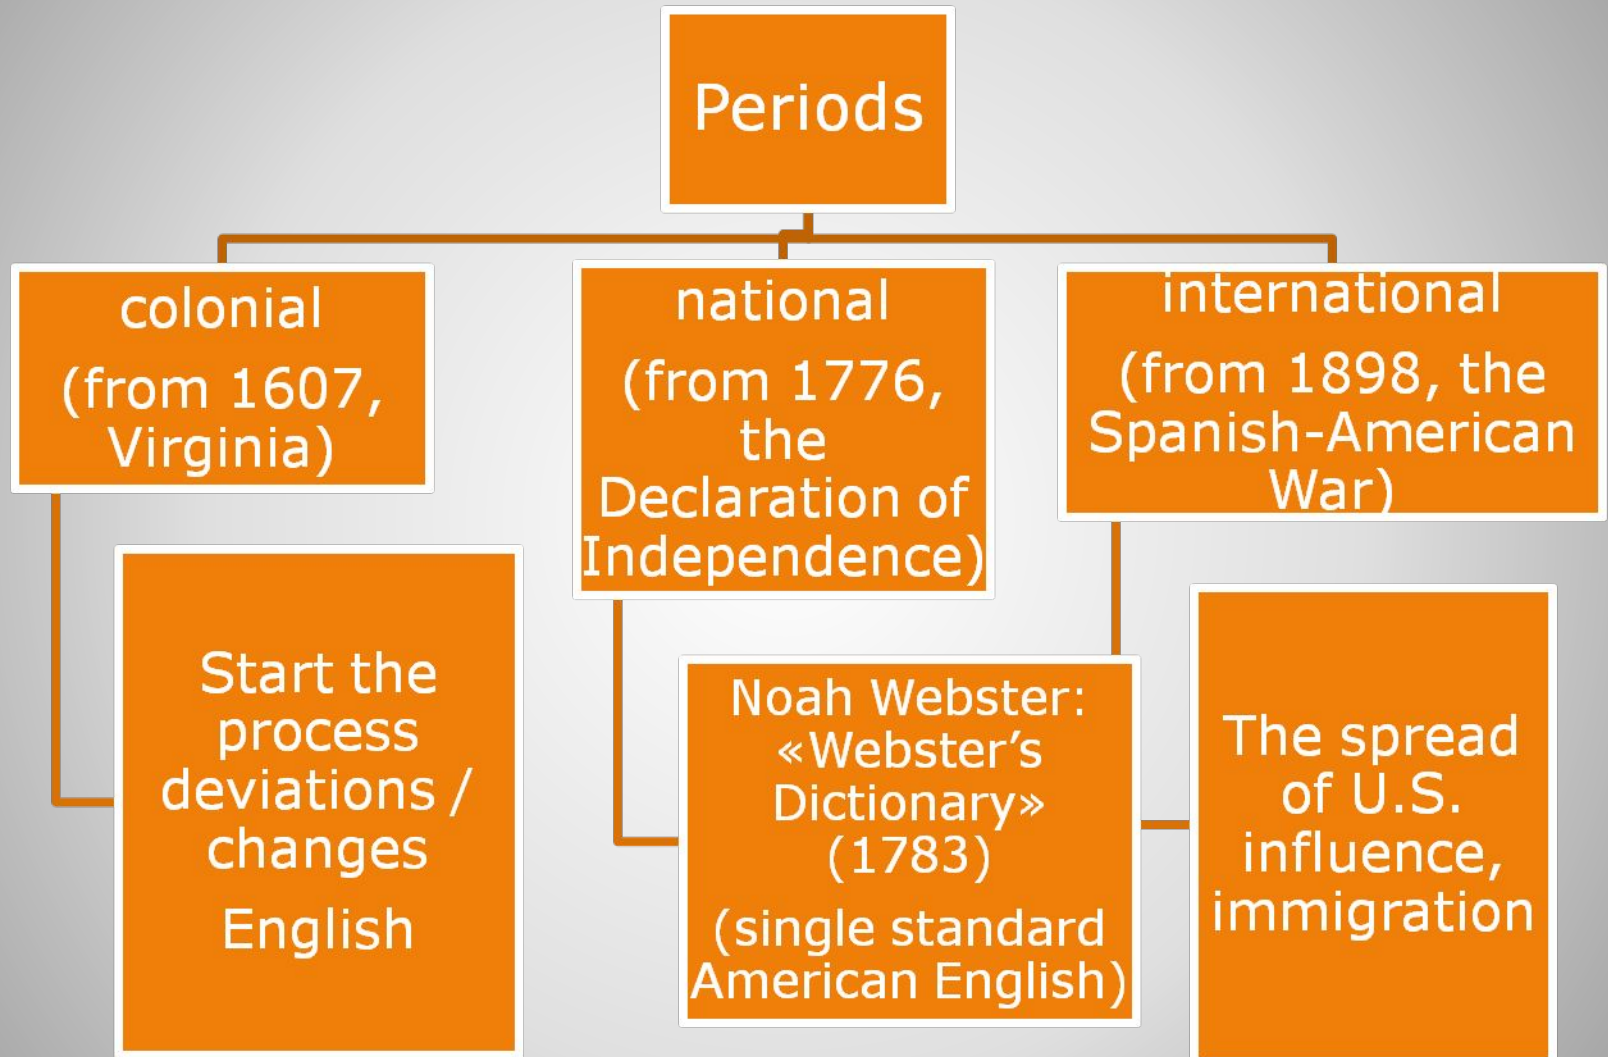 Periods
colonial
(from 1607,
Virginia)
national
(from 1776,
the
Declaration of
Independence)
international
(from 1898, the
Spanish-American
War)
Start the
process
deviations /
changes
English
Noah Webster:
«Webster’s
Dictionary»
(1783)
(single standard
American English)
The spread
of U.S.
influence,
immigration